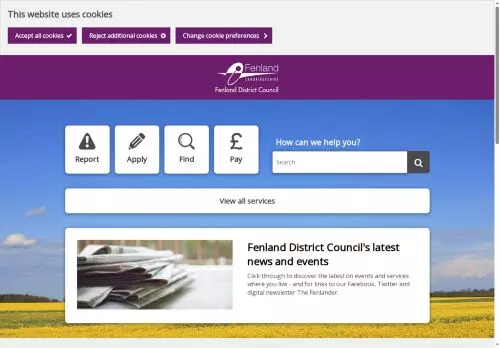 This website uses cookies
Accept all cookies
Reject additional cookies
Change cookie preferences
Fenland
CAMBRIDGESHIRE
Fenland District Council
Report
Apply
Find
£
Pay
How can we help you?
Search
View all services
Fenland District Council's latest
news and events
Click through to discover the latest on events and services
where you live - and for links to our Facebook, Twitter and
digital newsletter The Fenlander.